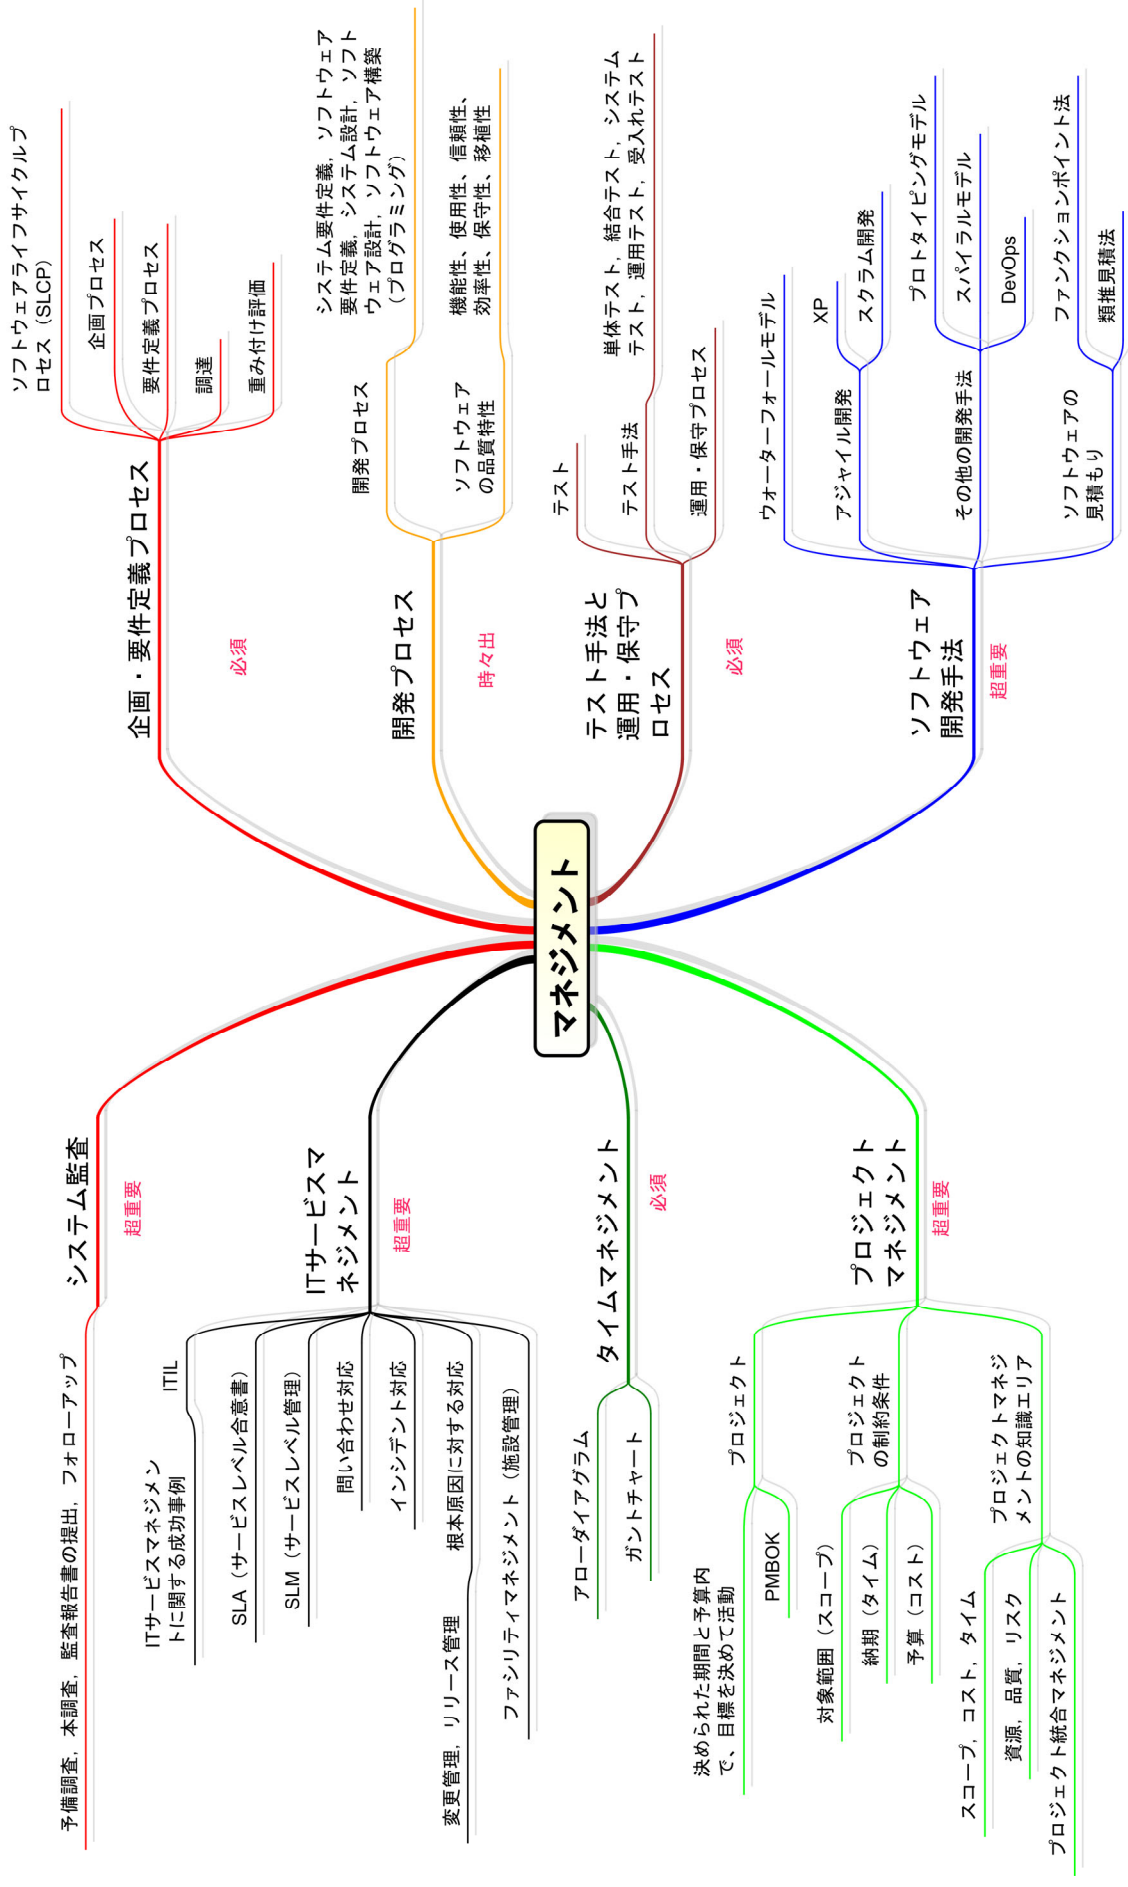 マネジメント
企画・要件定義プロセス
必須
ソフトウェアライフサイクルプ
ロセス（SLCP）
企画プロセス
要件定義プロセス
調達
重み付け評価
開発プロセス
時々出
開発プロセス
システム要件定義，ソフトウェア
要件定義，システム設計，ソフト
ウェア設計，ソフトウェア構築
（プログラミング）
ソフトウェア
の品質特性
機能性、使用性、信頼性、
効率性、保守性、移植性
テスト手法と
運用・保守プ
ロセス
必須
テスト
テスト手法
単体テスト，結合テスト，システム
テスト，運用テスト，受入れテスト
運用・保守プロセス
ソフトウェア
開発手法
超重要
ウォーターフォールモデル
アジャイル開発
XP
スクラム開発
その他の開発手法
プロトタイピングモデル
スパイラルモデル
DevOps
ソフトウェアの
見積もり
ファンクションポイント法
類推見積法
システム監査
超重要
予備調査，本調査，監査報告書の提出，フォローアップ
ITサービスマ
ネジメント
超重要
ITIL
ITサービスマネジメン
トに関する成功事例
SLA（サービスレベル合意書）
SLM（サービスレベル管理）
問い合わせ対応
インシデント対応
根本原因に対する対応
変更管理，リリース管理
ファシリティマネジメント（施設管理）
タイムマネジメント
必須
アローダイアグラム
ガントチャート
プロジェクト
マネジメント
超重要
プロジェクト
決められた期間と予算内
で、目標を決めて活動
PMBOK
プロジェクト
の制約条件
対象範囲（スコープ）
納期（タイム）
予算（コスト）
プロジェクトマネジ
メントの知識エリア
スコープ，コスト，タイム
資源，品質，リスク
プロジェクト統合マネジメント